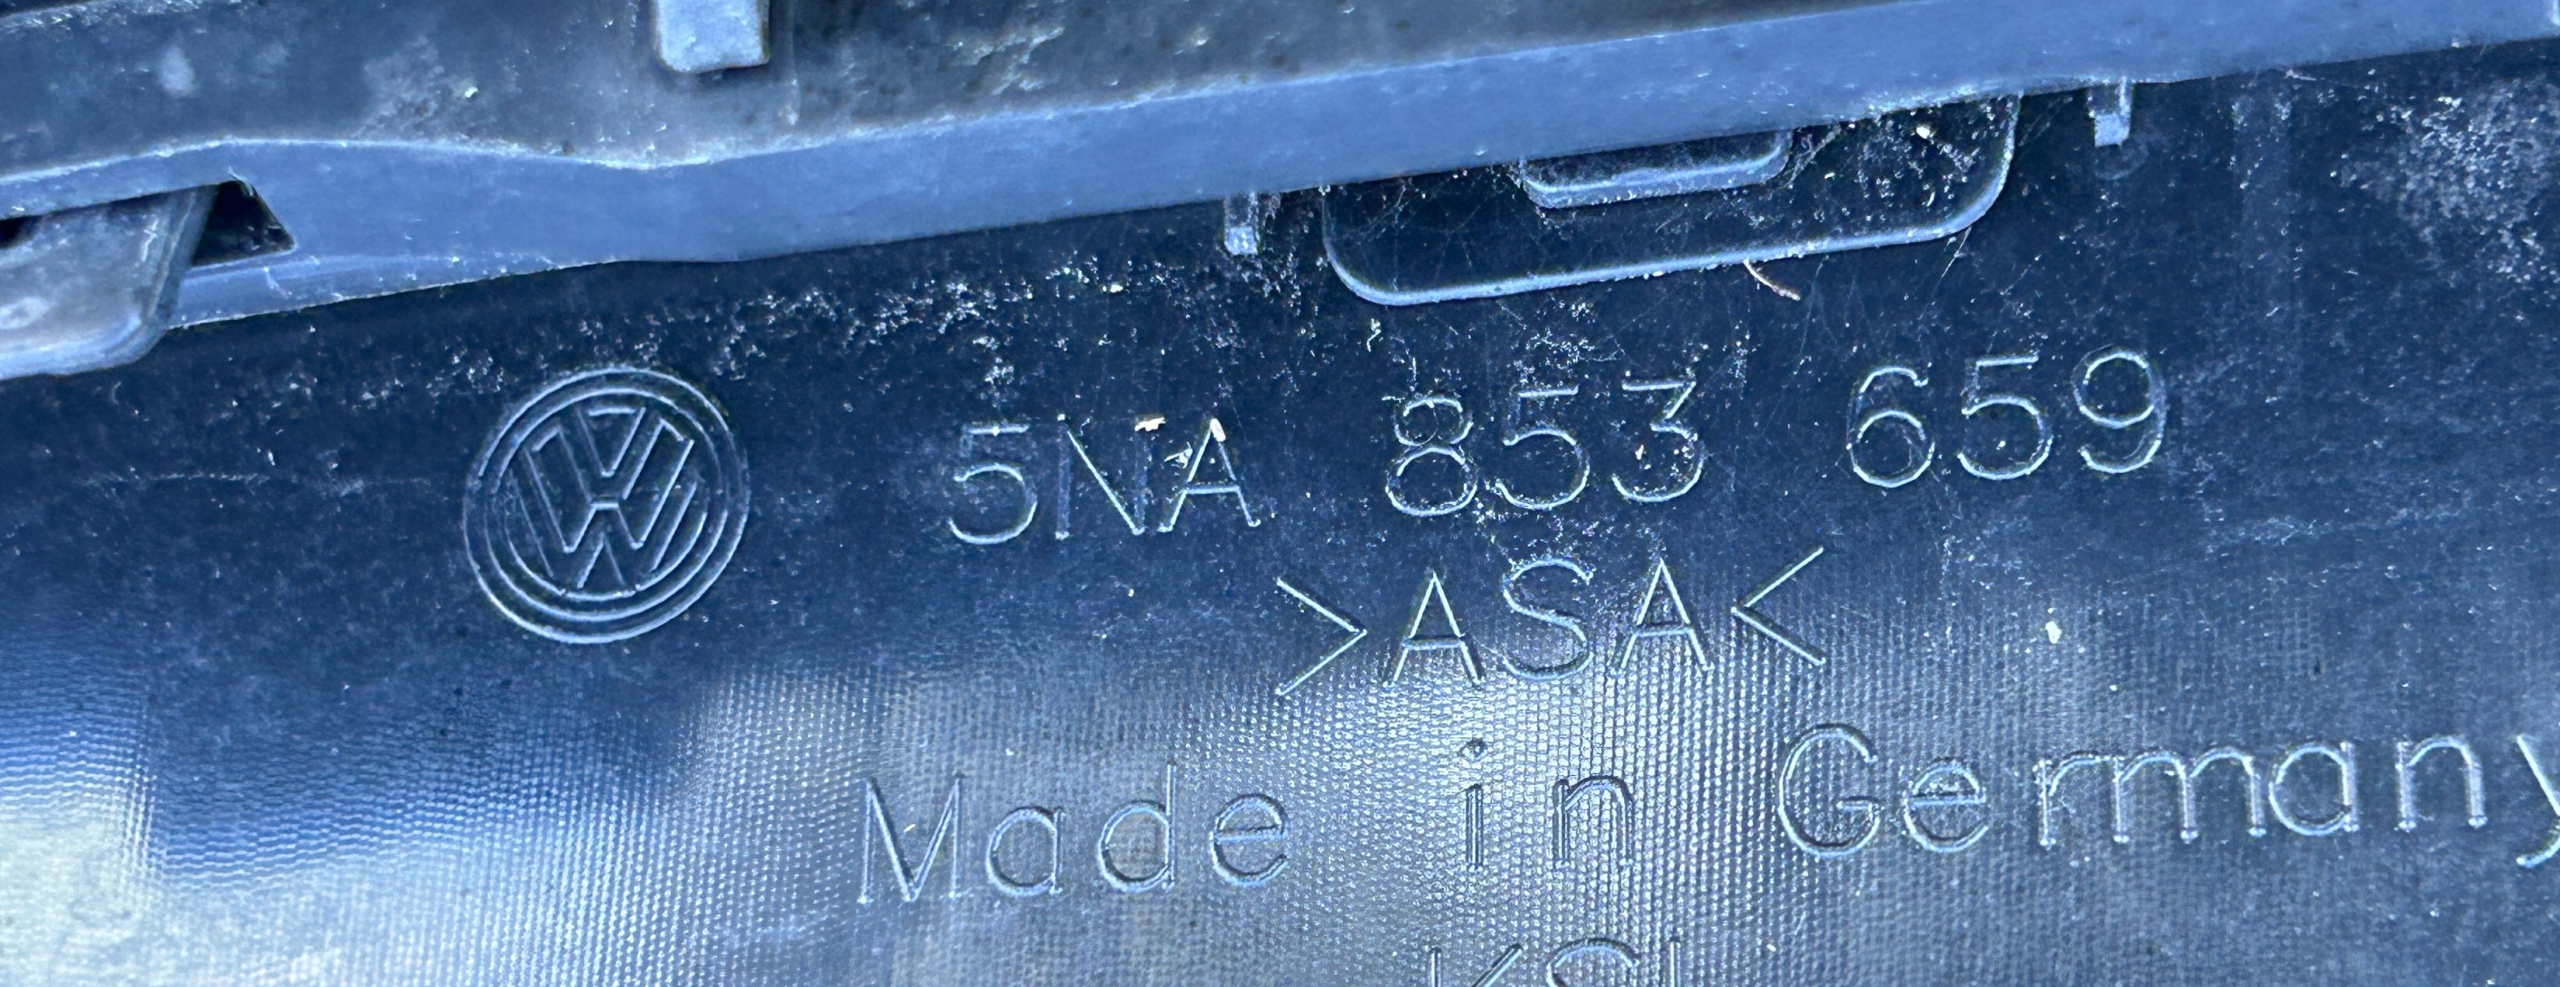 5NA 853 659
>ASA<
Made in Germany